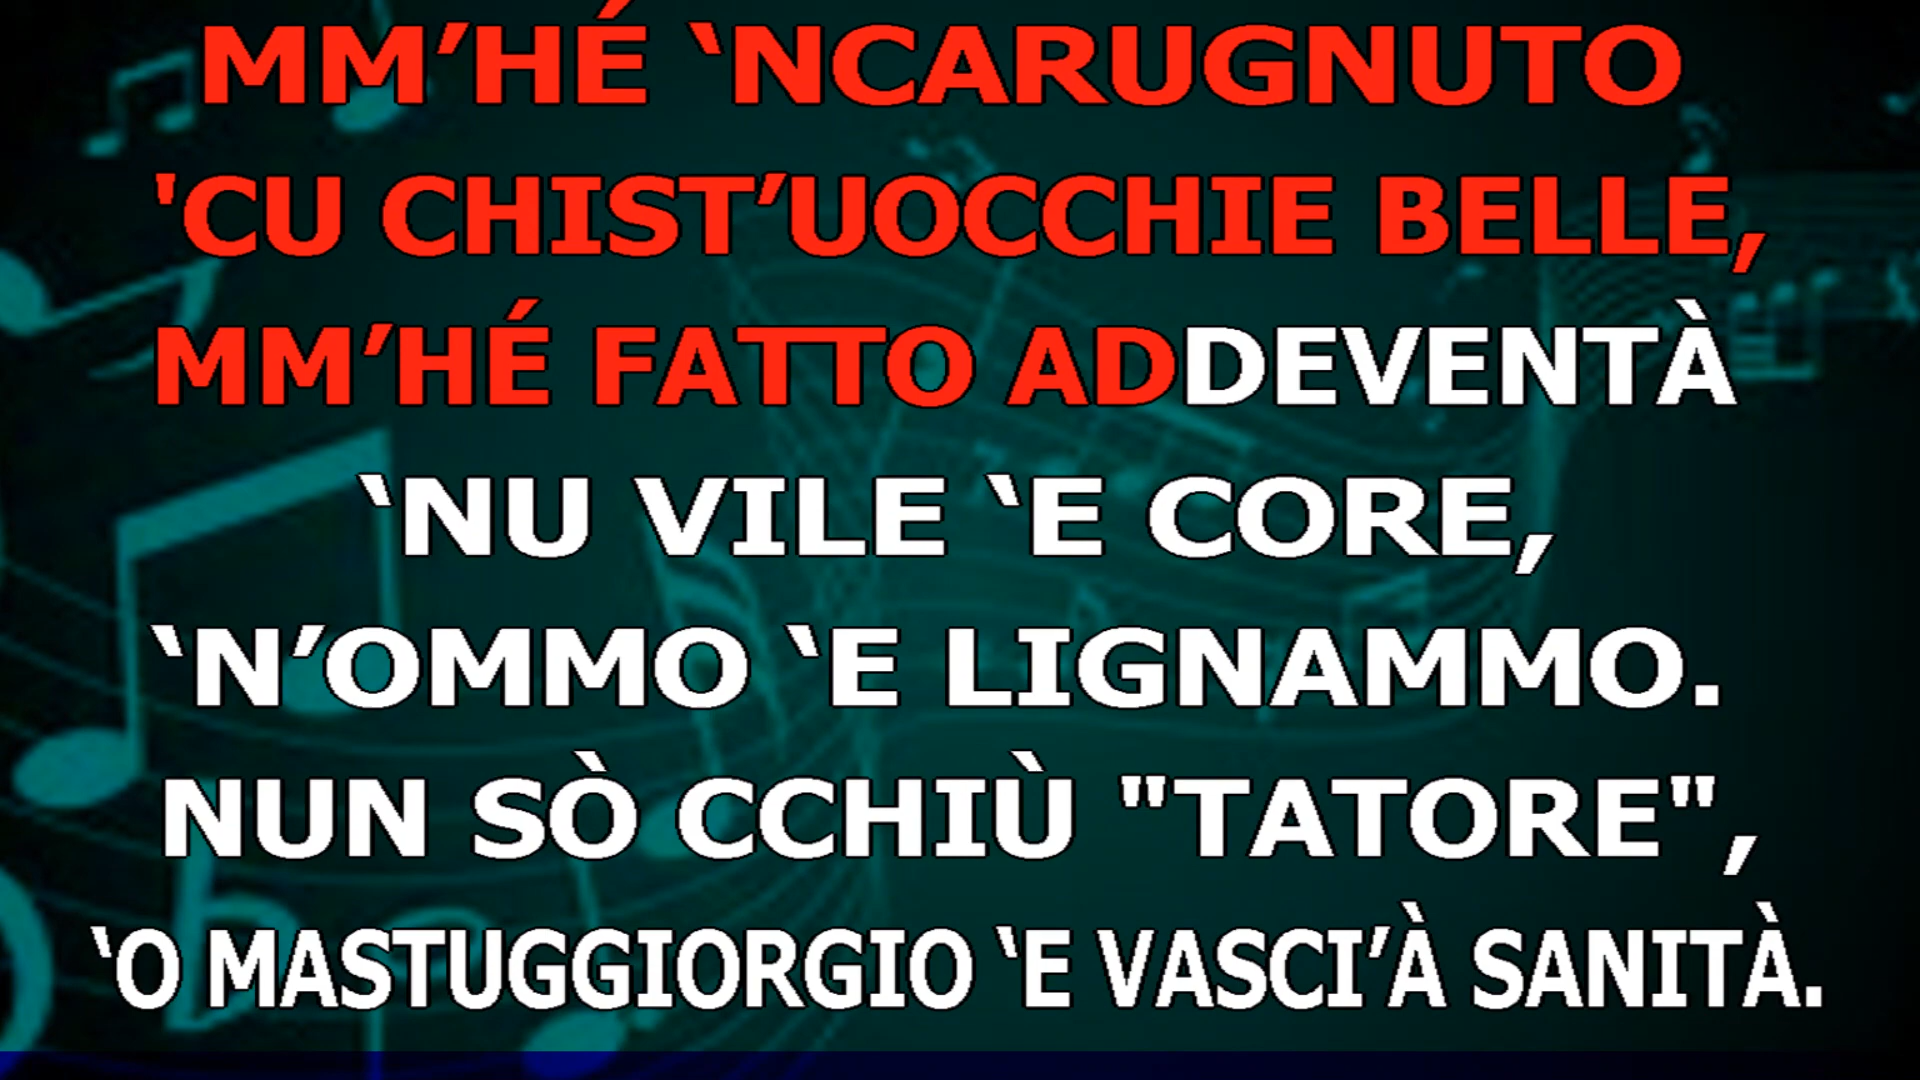 MM’HÉ ‘NCARUGNUTO
'CU CHIST’UOCCHIE BELLE,
MM’HÉ FATTO ADDEVENTÀ
‘NU VILE ‘E CORE,
‘N’OMMO ‘E LIGNAMMO.
NUN SÒ CCHIÙ "TATORE",
‘O MASTUGGIORGIO ‘E VASCI’À SANITÀ.